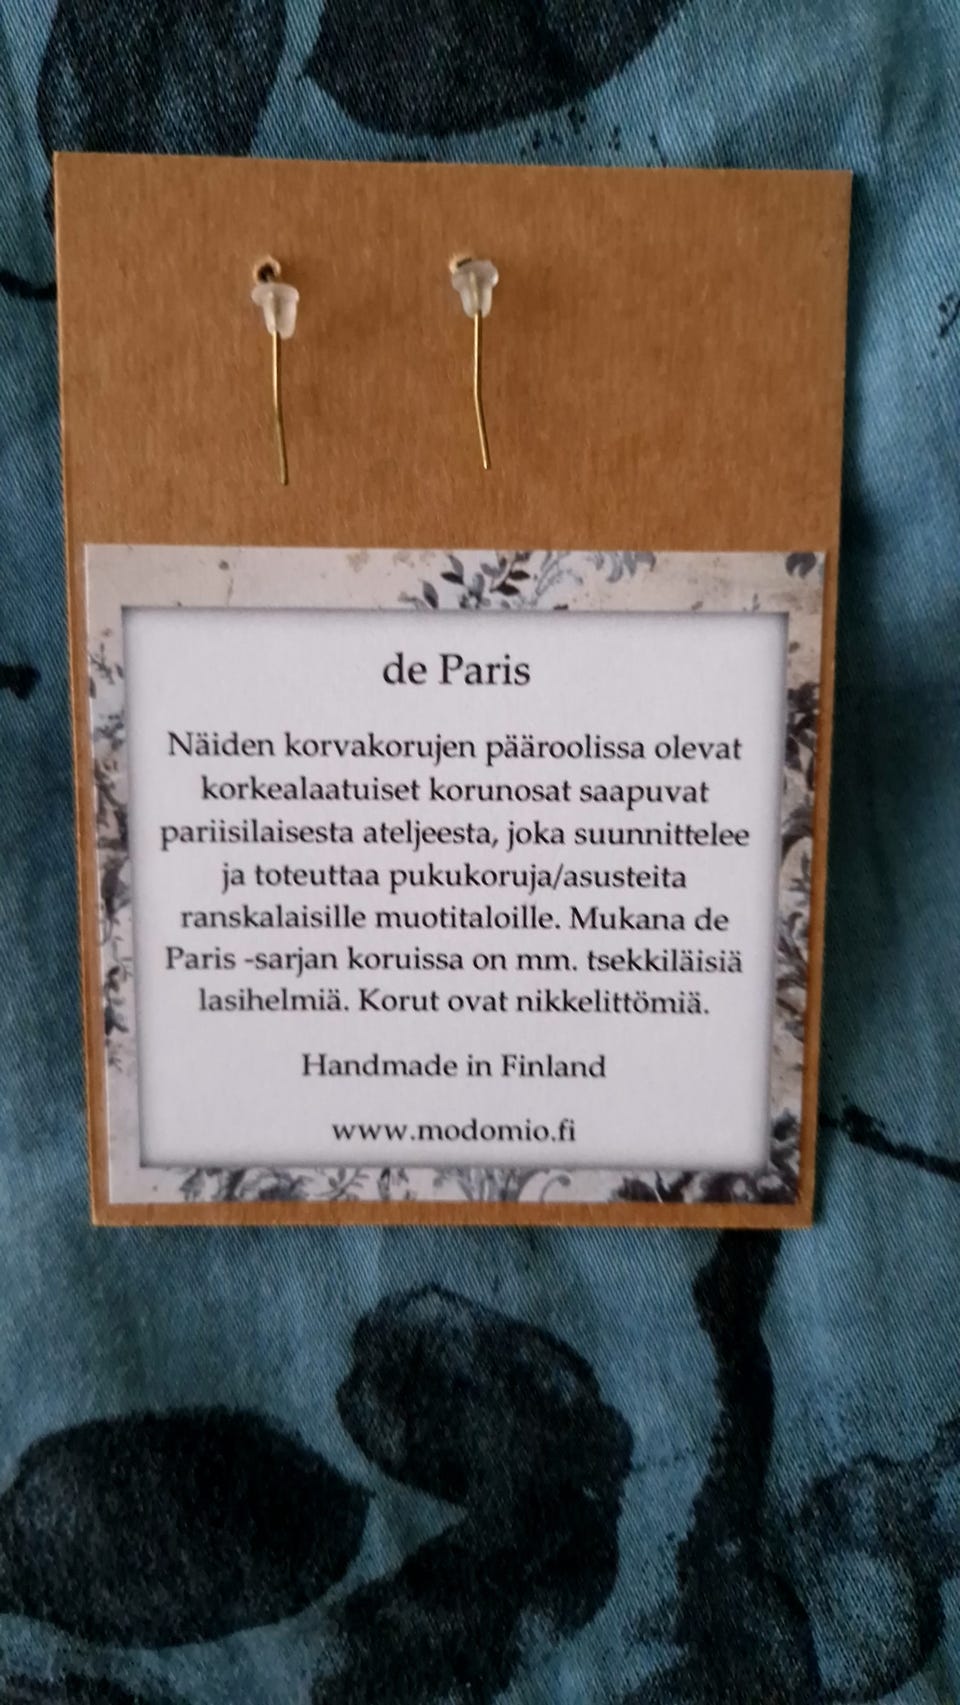 de Paris
Näiden korvakorujen pääroolissa olevat
korkealaatuiset korunosat saapuvat
pariisilaisesta ateljeesta, joka suunnittelee
ja toteuttaa pukukoruja/asusteita
ranskalaisille muotitaloille. Mukana de
Paris -sarjan koruissa on mm. tsekkiläisiä
lasihelmiä. Korut ovat nikkelittömiä.
Handmade in Finland
www.modomio.fi